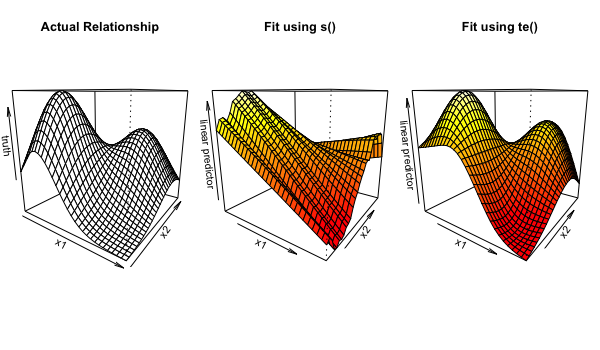 Actual Relationship
Fit using s()
Fit using te()
truth
x1
x2
linear predictor
x1
x2
linear predictor
x1
x2